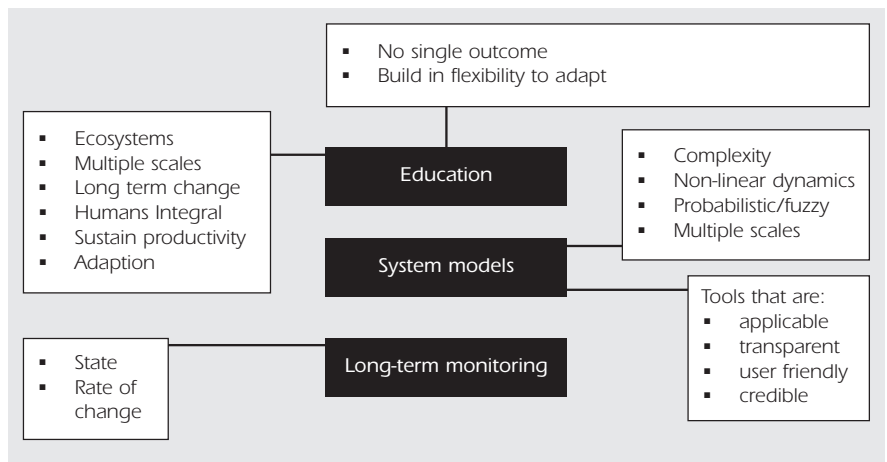 ▪ No single outcome
▪ Build in flexibility to adapt
▪ Ecosystems
▪ Multiple scales
▪ Long term change
▪ Humans Integral
▪ Sustain productivity
▪ Adaption
Education
▪ Complexity
▪ Non-linear dynamics
▪ Probabilistic/fuzzy
▪ Multiple scales
System models
Tools that are:
▪ applicable
▪ transparent
▪ user friendly
▪ credible
▪ State
▪ Rate of
change
Long-term monitoring